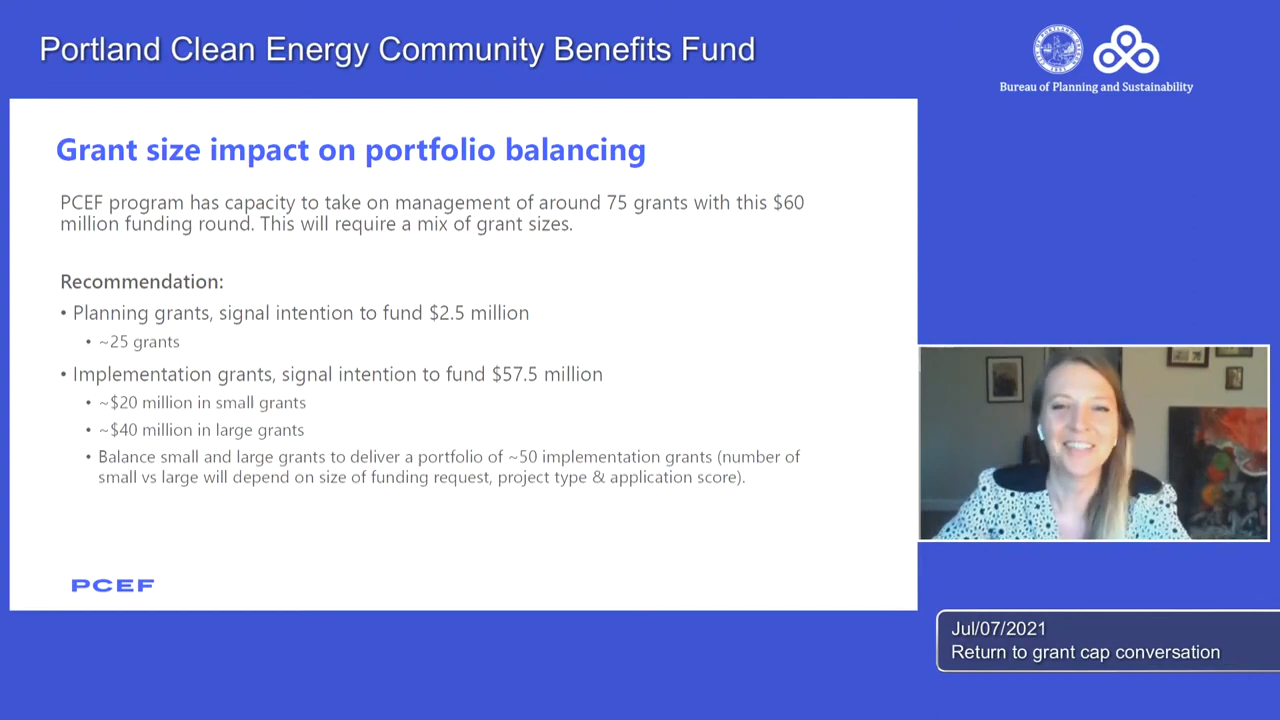 Portland Clean Energy Community Benefits Fund
Bureau of Planning and Sustainability
Grant size impact on portfolio balancing
PCEF program has capacity to take on management of around 75 grants with this $60
million funding round. This will require a mix of grant sizes.
Recommendation:
• Planning grants, signal intention to fund $2.5 million
• ~25 grants
• Implementation grants, signal intention to fund $57.5 million
• ~$20 million in small grants
• ~$40 million in large grants
• Balance small and large grants to deliver a portfolio of ~50 implementation grants (number of
small vs large will depend on size of funding request, project type & application score).
PCEF
Jul/07/2021
Return to grant cap conversation